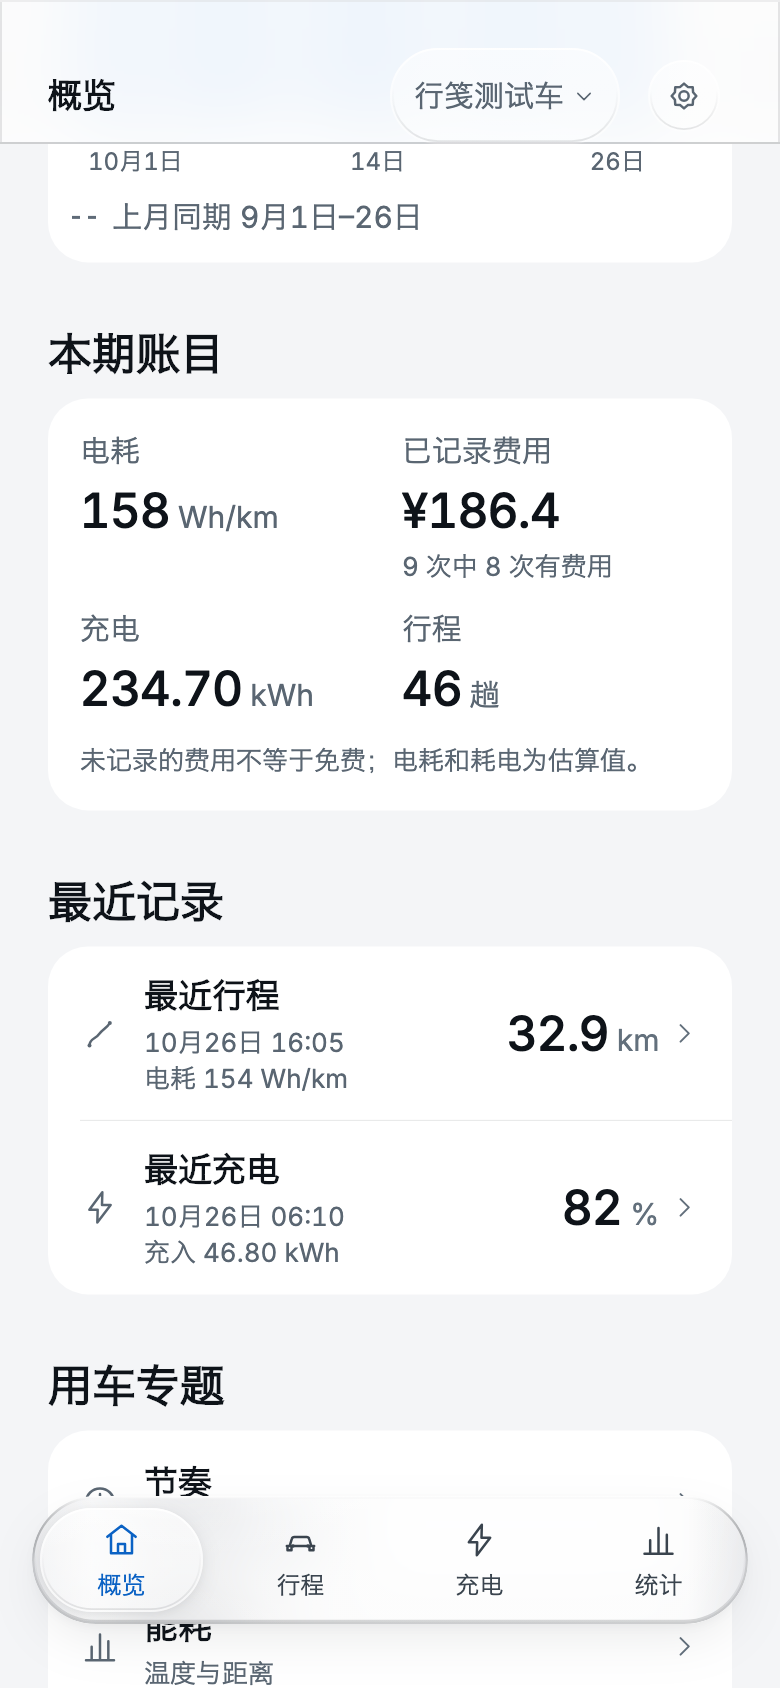 概览
行笺测试车
10月1日
14日
26日
-- 上月同期 9月1日–26日
本期账目
电耗
已记录费用
158 Wh/km
¥186.4
9 次中 8 次有费用
充电
行程
234.70 kWh
46 趟
未记录的费用不等于免费；电耗和耗电为估算值。
最近记录
最近行程
10月26日 16:05
电耗 154 Wh/km
32.9 km
最近充电
10月26日 06:10
充入 46.80 kWh
82 %
用车专题
节奏
概览
行程
充电
统计
能耗
温度与距离